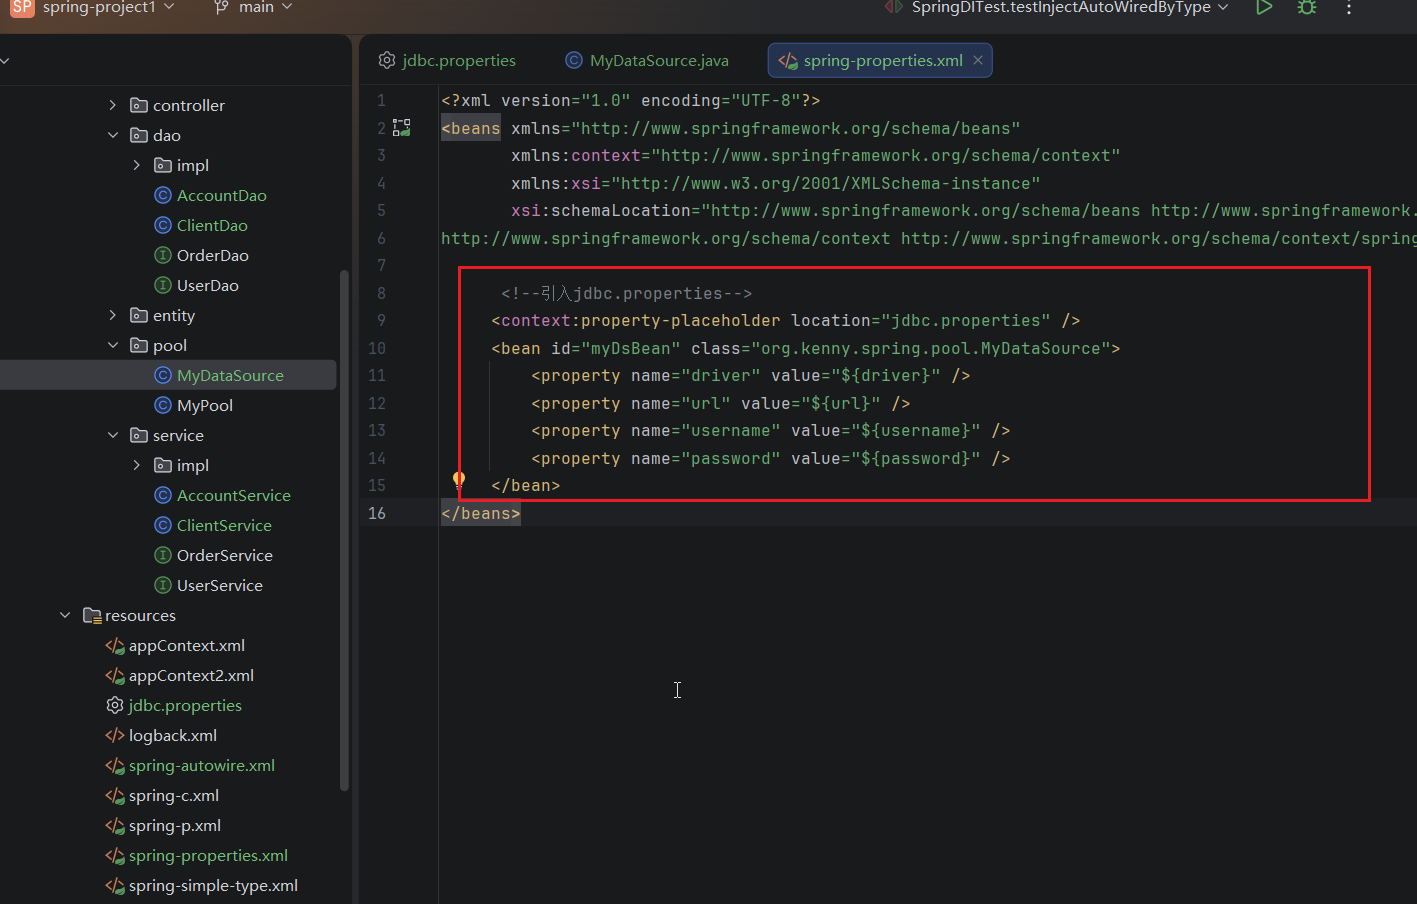 SP spring-project1 main SpringDITest.testInjectAutoWiredByType
jdbc.properties MyDataSource.java spring-properties.xml
controller
dao
impl
AccountDao
ClientDao
OrderDao
UserDao
entity
pool
MyDataSource
MyPool
service
impl
AccountService
ClientService
OrderService
UserService
resources
appContext.xml
appContext2.xml
jdbc.properties
logback.xml
spring-autowire.xml
spring-c.xml
spring-p.xml
spring-properties.xml
spring-simple-type.xml
1 <?xml version="1.0" encoding="UTF-8"?>
2 <beans xmlns="http://www.springframework.org/schema/beans"
3 xmlns:context="http://www.springframework.org/schema/context"
4 xmlns:xsi="http://www.w3.org/2001/XMLSchema-instance"
5 xsi:schemaLocation="http://www.springframework.org/schema/beans http://www.springframework.
6 http://www.springframework.org/schema/context http://www.springframework.org/schema/context/spring
7
8 <!--引入jdbc.properties-->
9 <context:property-placeholder location="jdbc.properties" />
10 <bean id="myDsBean" class="org.kenny.spring.pool.MyDataSource">
11 <property name="driver" value="${driver}" />
12 <property name="url" value="${url}" />
13 <property name="username" value="${username}" />
14 <property name="password" value="${password}" />
15 </bean>
16 </beans>